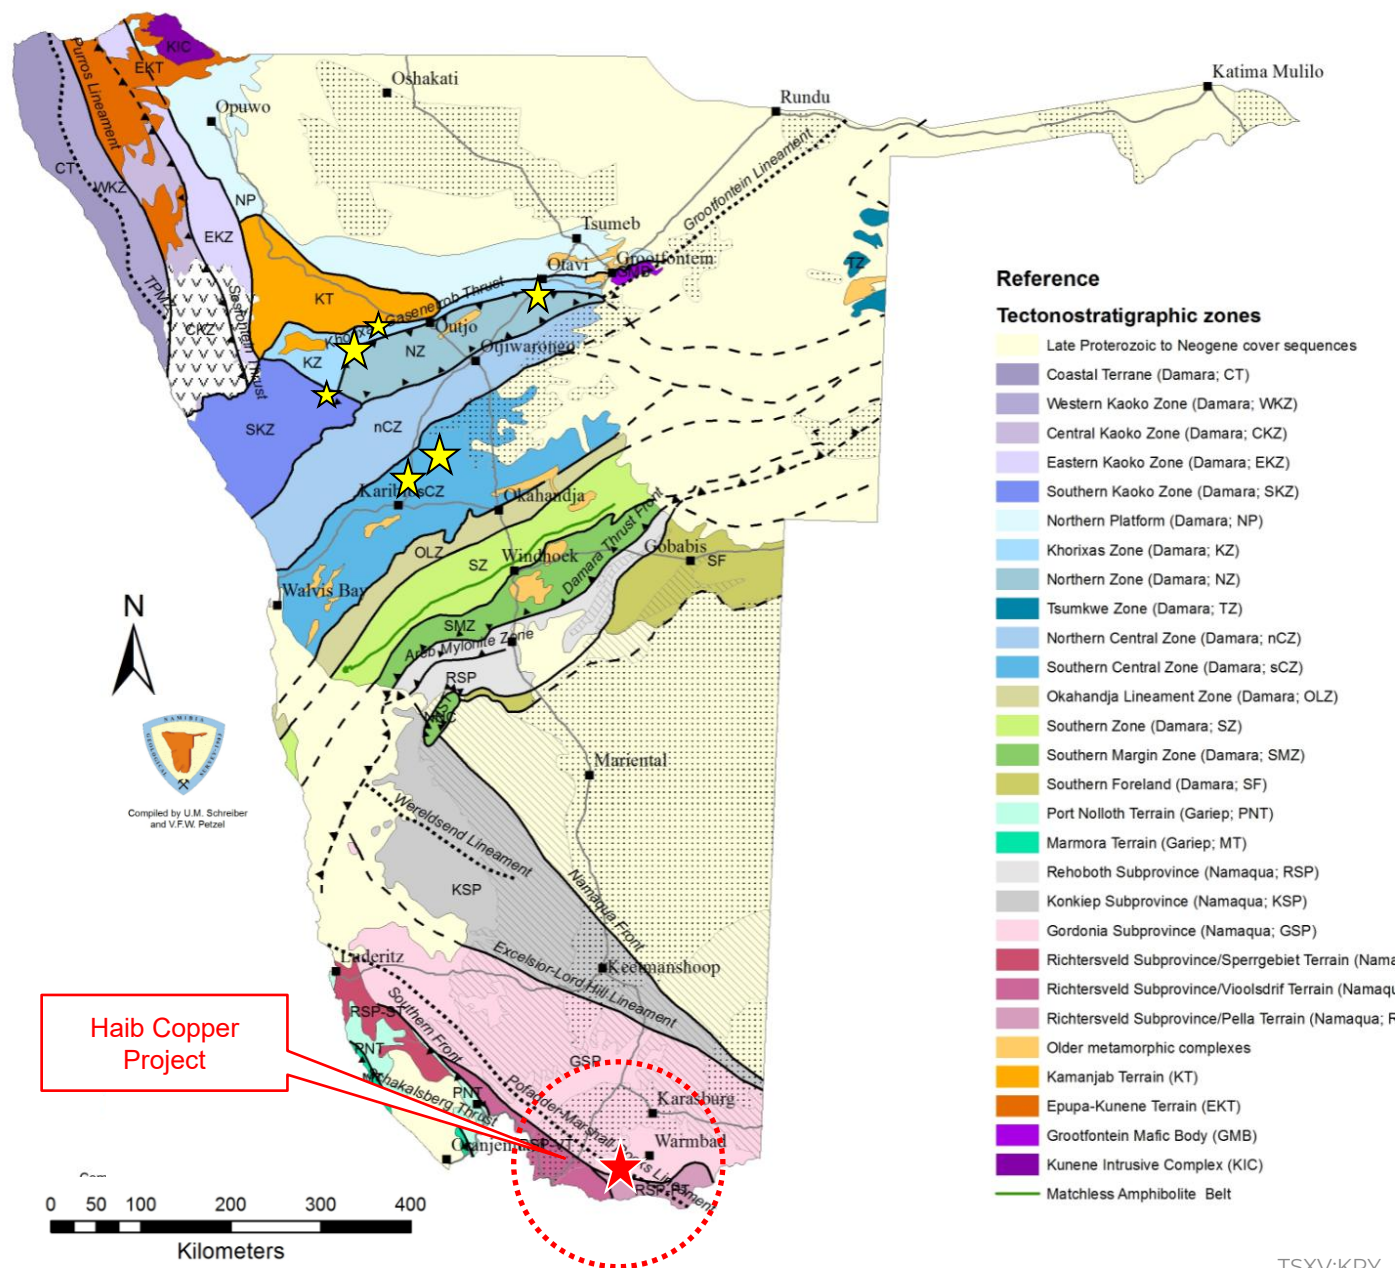 KIC
EKT
Purros Lineament
Opuwo
Oshakati
Rundu
Katima Mulilo
CT
WKZ
NP
EKZ
Grootfontein Lineament
Tsumeb
Grootfontein
Otavi
TZ
TPMZ
CKZ
Sesfontein Thrust
KT
Outjo
KZ
NZ
Otjiwarongo
SKZ
nCZ
Karibib
sCZ
Okahandja
OLZ
SZ
Windhoek
Damara Thrust Front
Gobabis
SF
Walvis Bay
SMZ
Areb Mylonite Zone
RSP
N
NAMIBIA
Compiled by U.M. Schreiber
and V.F.W. Petzel
Mariental
Wereldsend Lineament
KSP
Namaqua Front
Excelsior-Lord Hill Lineament
Keetmanshoop
Luderitz
RSP-ST
Southern Front
PNT
GSP
Haib Copper
Project
Schakalsberg Thrust
PNT
Pofadder-Marshall Rocks Lineament
Karasburg
Warmbad
RSP-VT
0 50 100 200 300 400
Kilometers
Reference
Tectonostratigraphic zones
Late Proterozoic to Neogene cover sequences
Coastal Terrane (Damara; CT)
Western Kaoko Zone (Damara; WKZ)
Central Kaoko Zone (Damara; CKZ)
Eastern Kaoko Zone (Damara; EKZ)
Southern Kaoko Zone (Damara; SKZ)
Northern Platform (Damara; NP)
Khorixas Zone (Damara; KZ)
Northern Zone (Damara; NZ)
Tsumkwe Zone (Damara; TZ)
Northern Central Zone (Damara; nCZ)
Southern Central Zone (Damara; sCZ)
Okahandja Lineament Zone (Damara; OLZ)
Southern Zone (Damara; SZ)
Southern Margin Zone (Damara; SMZ)
Southern Foreland (Damara; SF)
Port Nolloth Terrain (Gariep; PNT)
Marmora Terrain (Gariep; MT)
Rehoboth Subprovince (Namaqua; RSP)
Konkiep Subprovince (Namaqua; KSP)
Gordonia Subprovince (Namaqua; GSP)
Richtersveld Subprovince/Sperrgebiet Terrain (Nama
Richtersveld Subprovince/Vioolsdrif Terrain (Namaqu
Richtersveld Subprovince/Pella Terrain (Namaqua; R
Older metamorphic complexes
Kamanjab Terrain (KT)
Epupa-Kunene Terrain (EKT)
Grootfontein Mafic Body (GMB)
Kunene Intrusive Complex (KIC)
Matchless Amphibolite Belt
TSXV:KPY